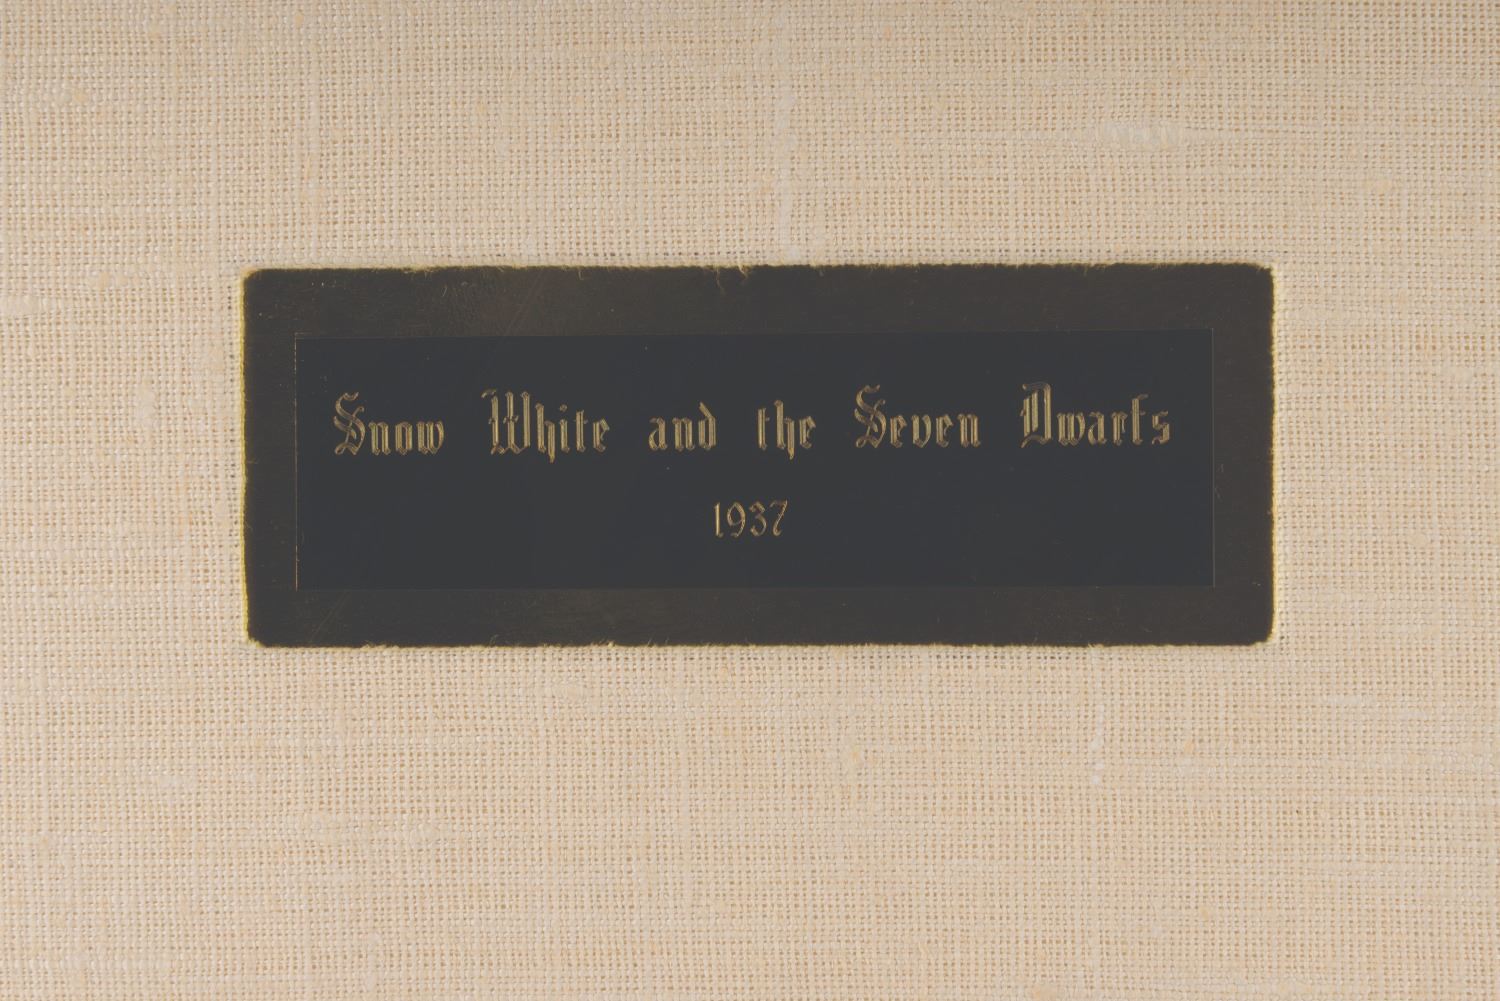 Snow White and the Seven Dwarfs
1937